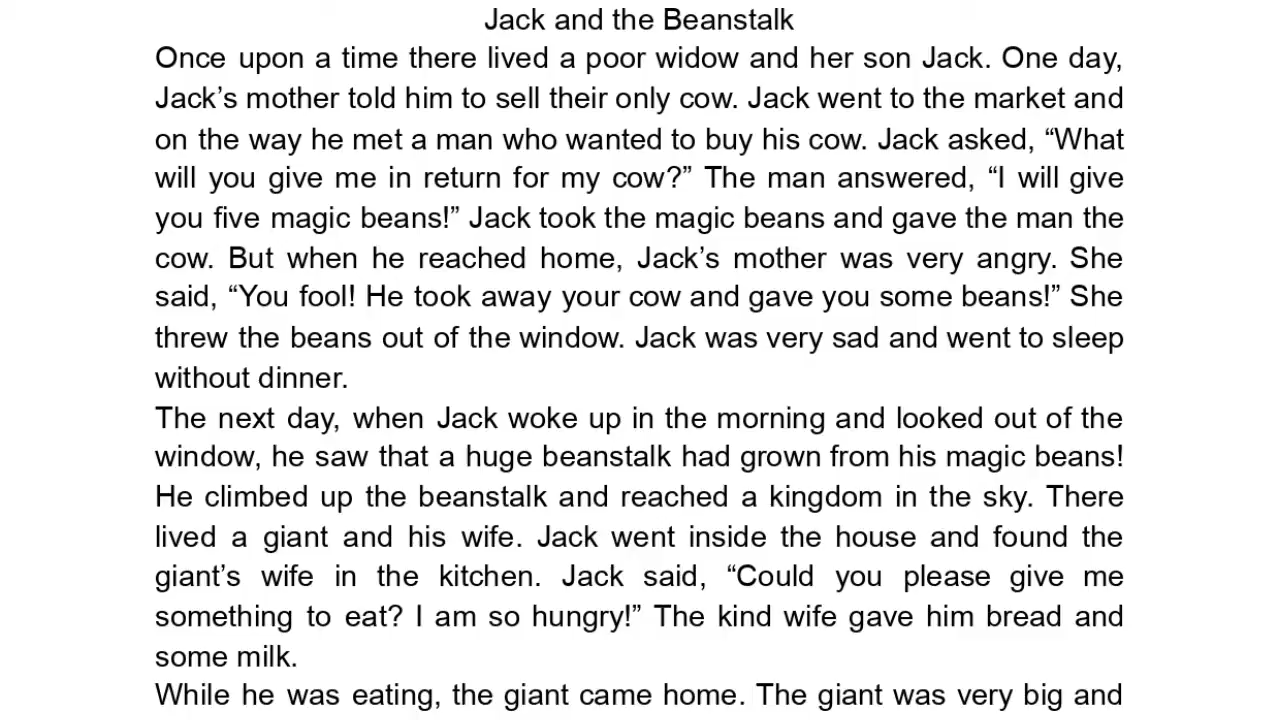 Jack and the Beanstalk
Once upon a time there lived a poor widow and her son Jack. One day,
Jack’s mother told him to sell their only cow. Jack went to the market and
on the way he met a man who wanted to buy his cow. Jack asked, “What
will you give me in return for my cow?” The man answered, “I will give
you five magic beans!” Jack took the magic beans and gave the man the
cow. But when he reached home, Jack’s mother was very angry. She
said, “You fool! He took away your cow and gave you some beans!” She
threw the beans out of the window. Jack was very sad and went to sleep
without dinner.
The next day, when Jack woke up in the morning and looked out of the
window, he saw that a huge beanstalk had grown from his magic beans!
He climbed up the beanstalk and reached a kingdom in the sky. There
lived a giant and his wife. Jack went inside the house and found the
giant’s wife in the kitchen. Jack said, “Could you please give me
something to eat? I am so hungry!” The kind wife gave him bread and
some milk.
While he was eating, the giant came home. The giant was very big and